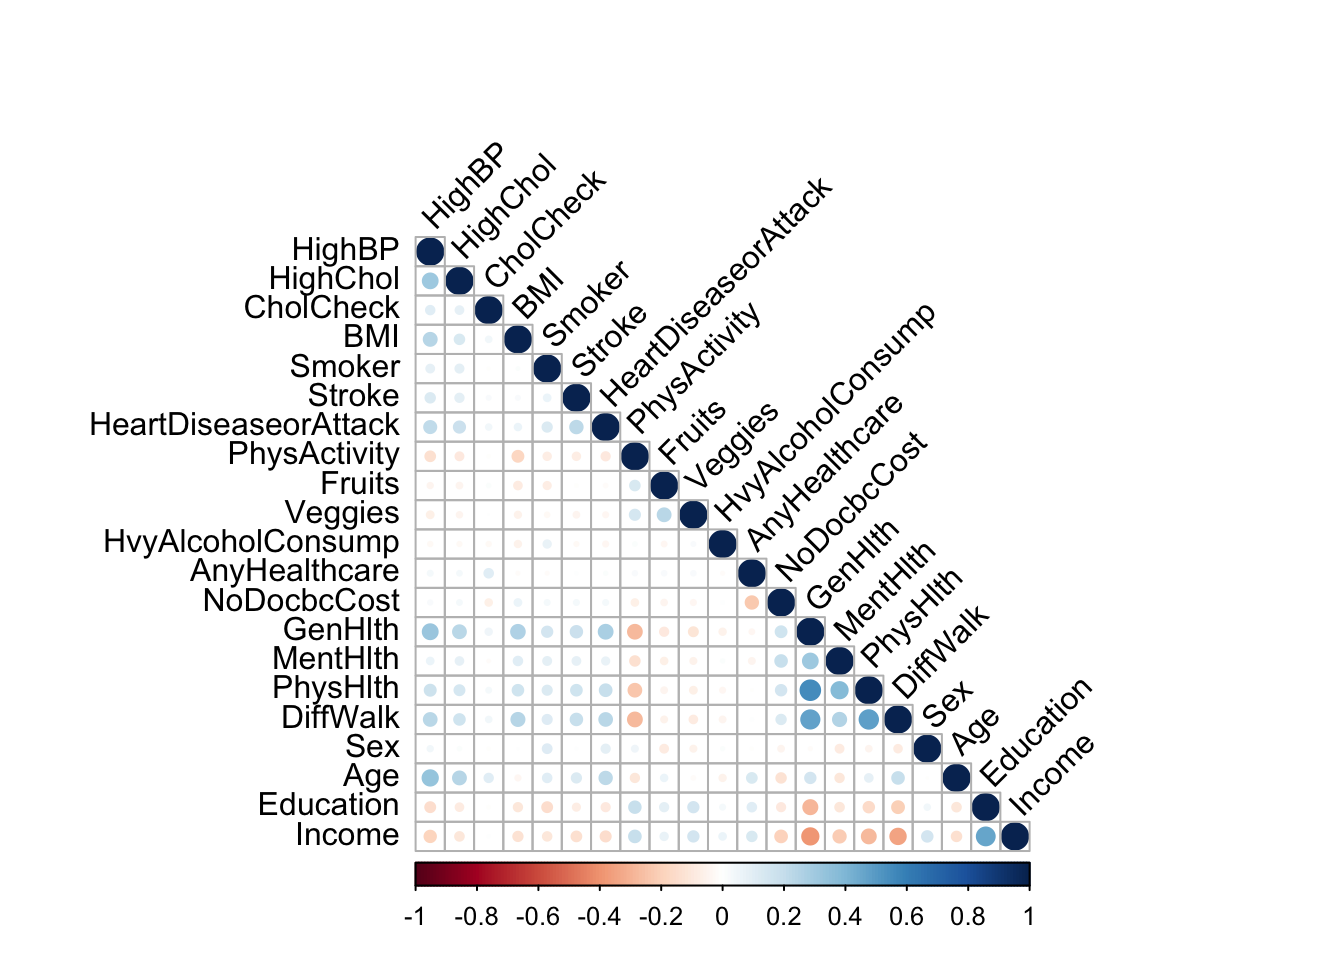 HighBP
HighChol
CholCheck
BMI
Smoker
Stroke
HeartDiseaseorAttack
PhysActivity
Fruits
Veggies
HvyAlcoholConsump
AnyHealthcare
NoDocbcCost
GenHlth
MentHlth
PhysHlth
DiffWalk
Sex
Age
Education
Income
HighBP
HighChol
CholCheck
BMI
Smoker
Stroke
HeartDiseaseorAttack
PhysActivity
Fruits
Veggies
HvyAlcoholConsump
AnyHealthcare
NoDocbcCost
GenHlth
MentHlth
PhysHlth
DiffWalk
Sex
Age
Education
Income
-1 -0.8 -0.6 -0.4 -0.2 0 0.2 0.4 0.6 0.8 1